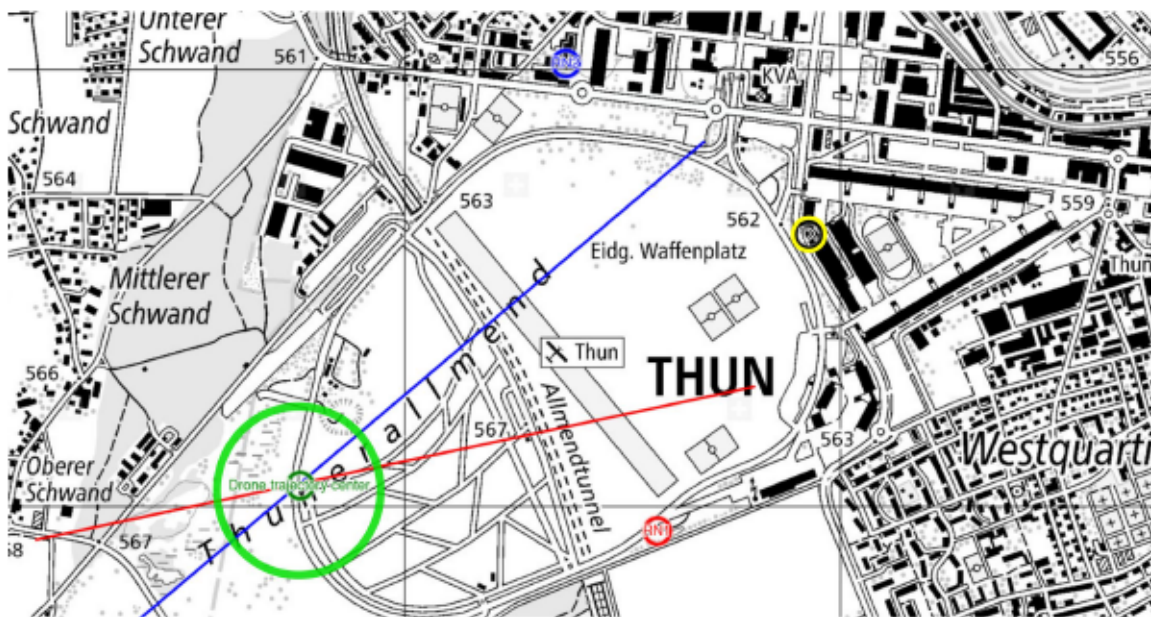 Unterer
Schwand
561
KVA
556
Schwand
564
563
562
559
Eidg. Waffenplatz
Thun
Mittlerer
Schwand
Thun
THUN
566
Allmendtunnel
567
563
Westquarti
Oberer
Schwand
Drone trajectory center
Thuner allmend
567
RN1